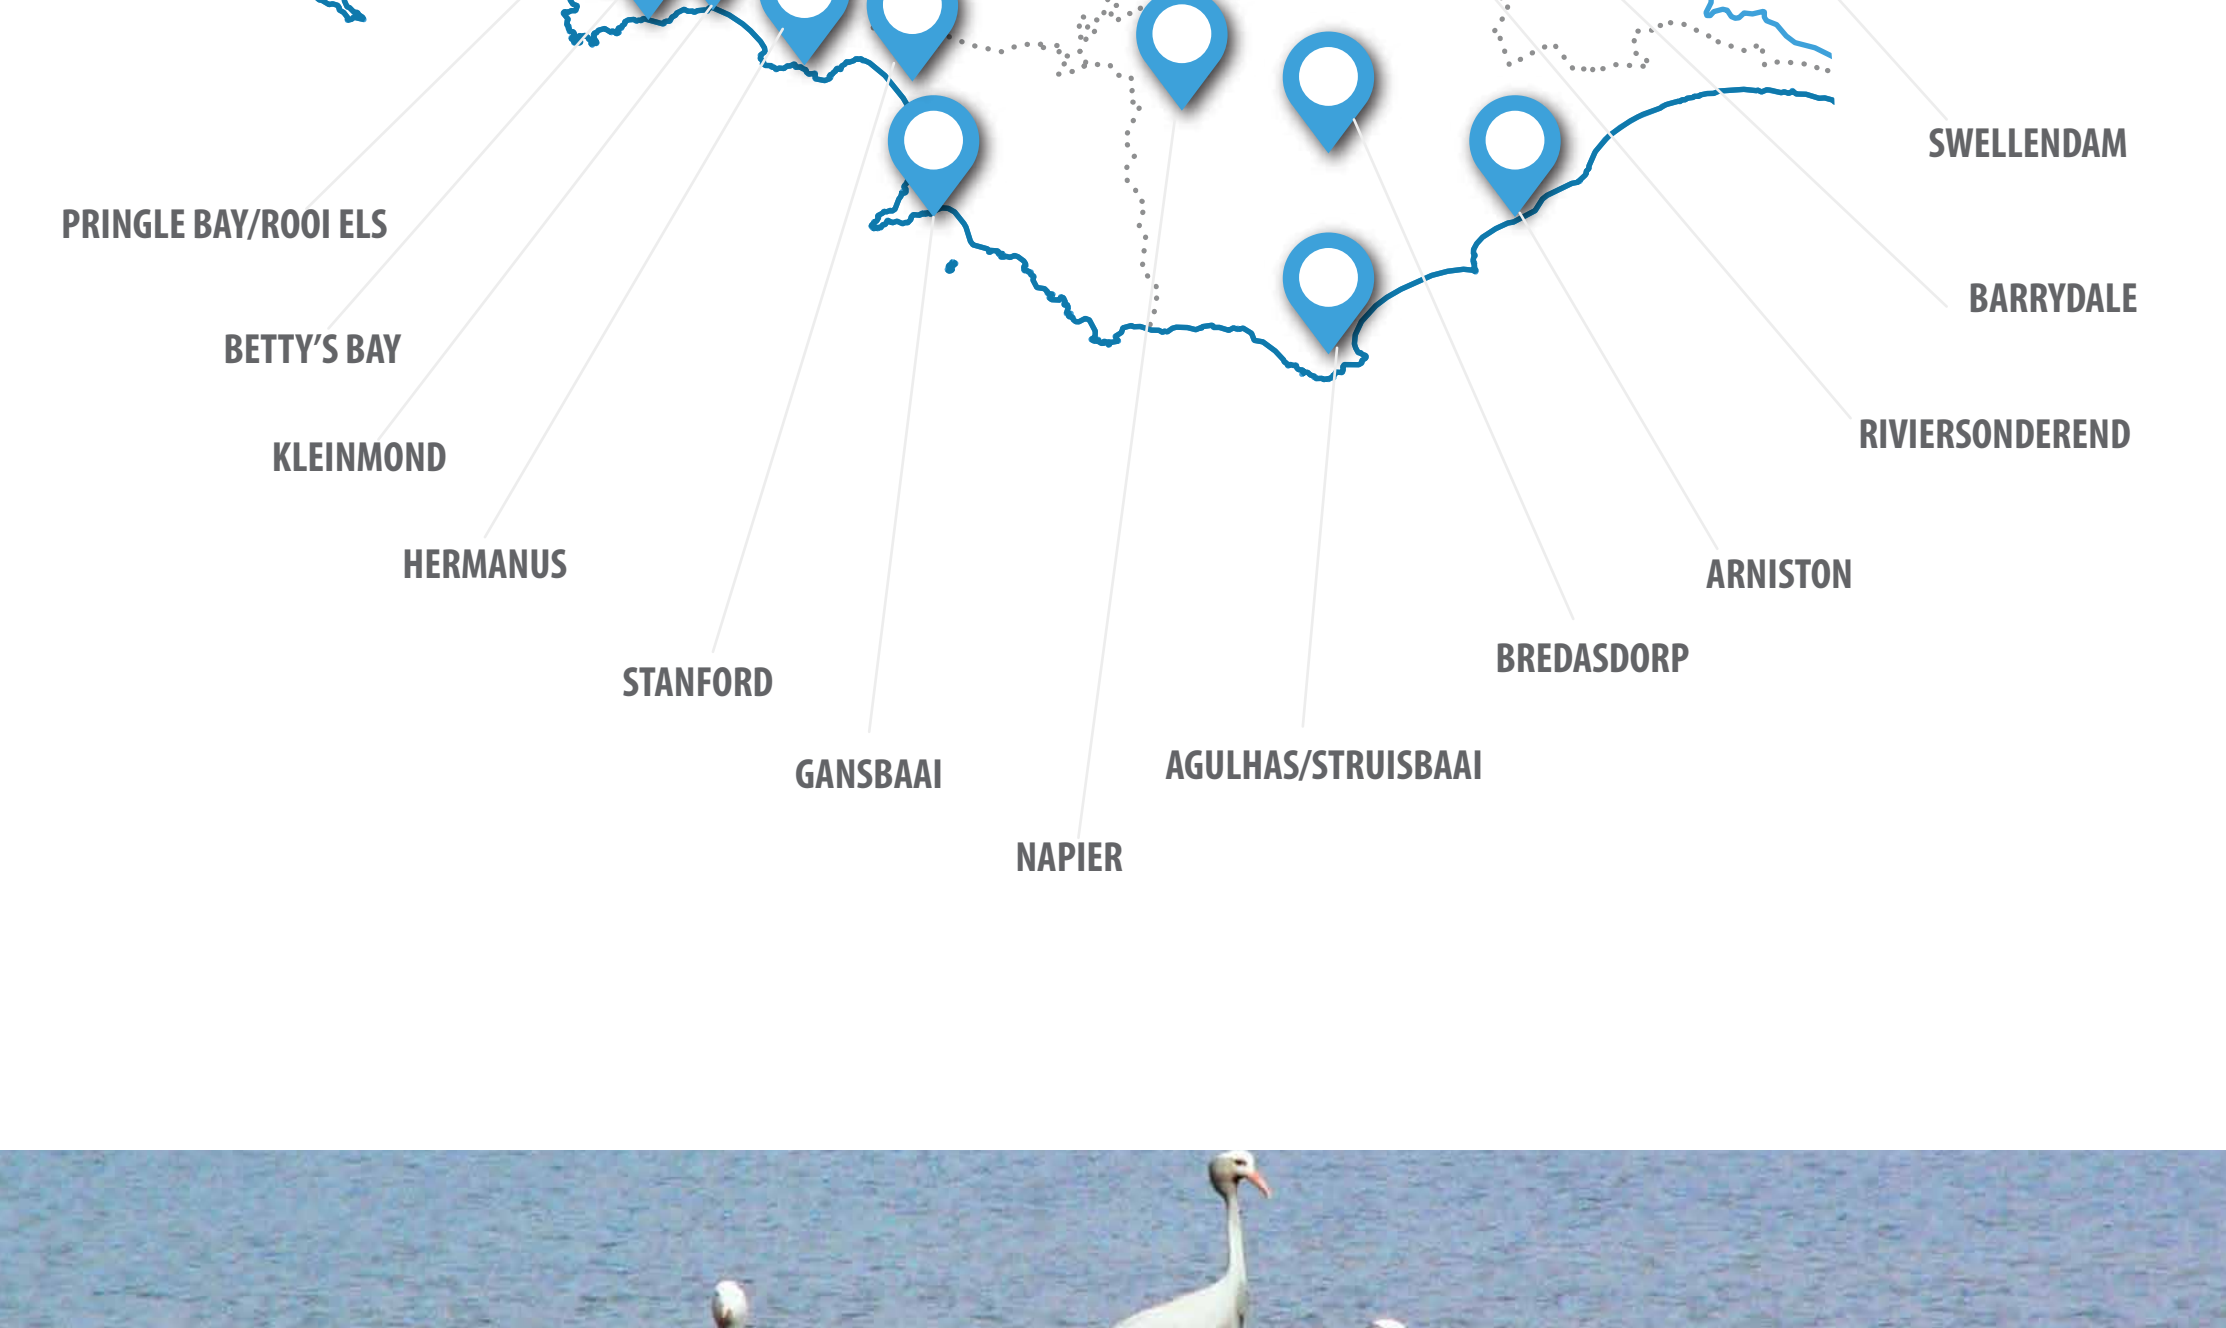 SWELLENDAM
PRINGLE BAY/ROOI ELS
BARRYDALE
BETTY’S BAY
RIVIERSONDEREND
KLEINMOND
HERMANUS
ARNISTON
BREDASDORP
STANFORD
AGULHAS/STRUISBAAI
GANSBAAI
NAPIER